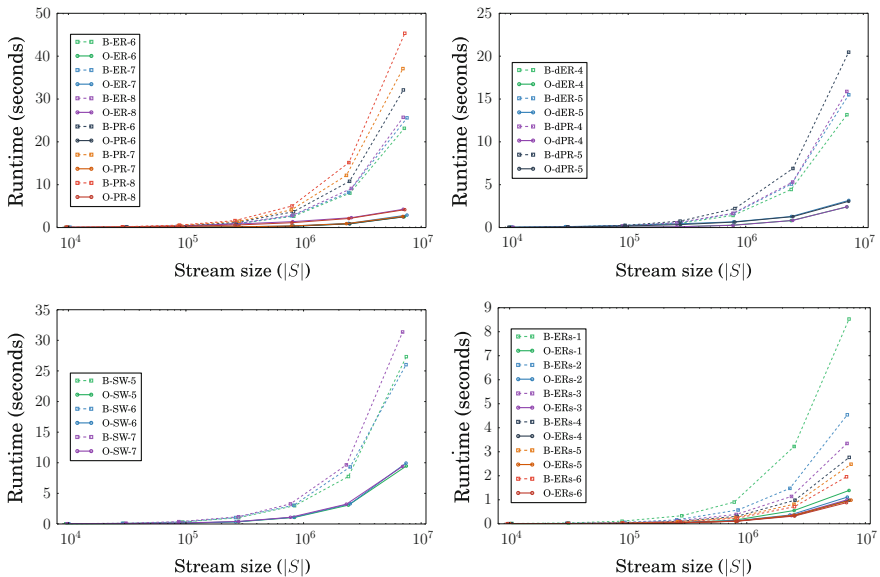 50
40
30
20
10
0
Runtime (seconds)
B-ER-6
O-ER-6
B-ER-7
O-ER-7
B-ER-8
O-ER-8
B-PR-6
O-PR-6
B-PR-7
O-PR-7
B-PR-8
O-PR-8
10^4 10^5 10^6 10^7
Stream size (|S|)
25
20
15
10
5
0
Runtime (seconds)
B-dER-4
O-dER-4
B-dER-5
O-dER-5
B-dPR-4
O-dPR-4
B-dPR-5
O-dPR-5
10^4 10^5 10^6 10^7
Stream size (|S|)
35
30
25
20
15
10
5
0
Runtime (seconds)
B-SW-5
O-SW-5
B-SW-6
O-SW-6
B-SW-7
O-SW-7
10^4 10^5 10^6 10^7
Stream size (|S|)
9
8
7
6
5
4
3
2
1
0
Runtime (seconds)
B-ERs-1
O-ERs-1
B-ERs-2
O-ERs-2
B-ERs-3
O-ERs-3
B-ERs-4
O-ERs-4
B-ERs-5
O-ERs-5
B-ERs-6
O-ERs-6
10^4 10^5 10^6 10^7
Stream size (|S|)